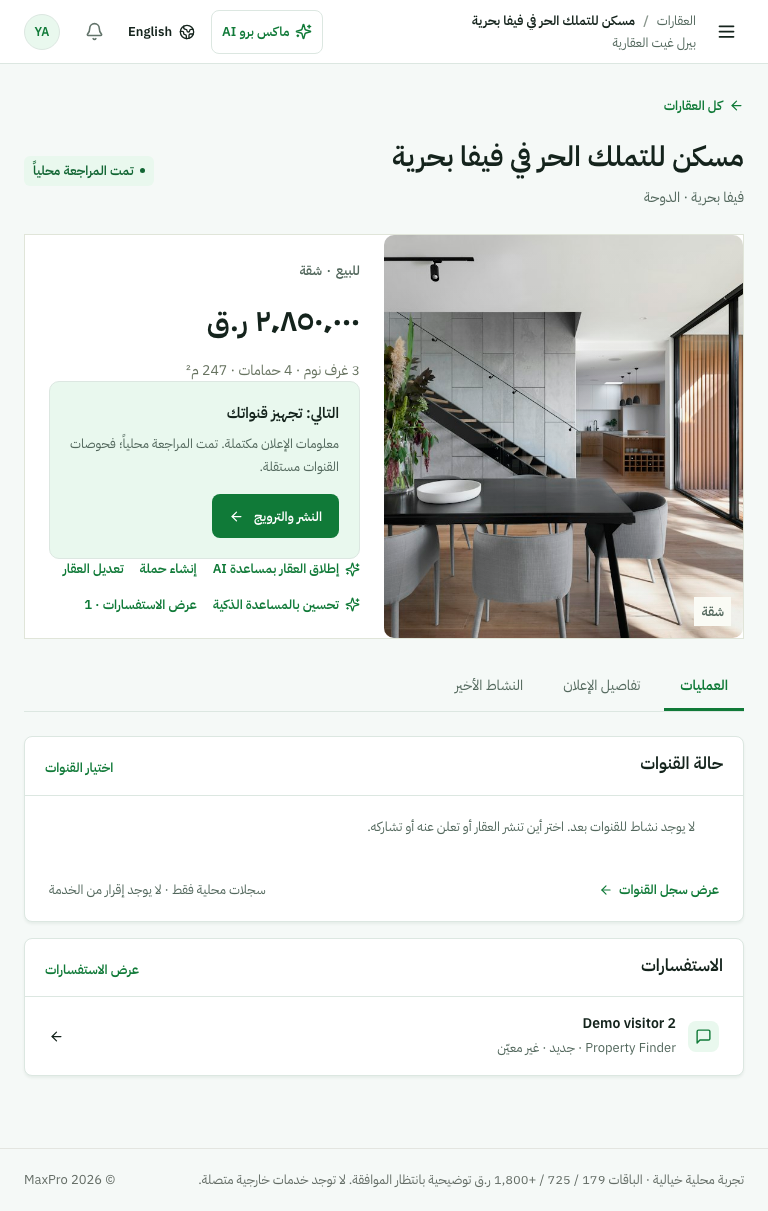 العقارات / مسكن للتملك الحر في فيفا بحرية
بيرل غيت العقارية
ماكس برو AI
English
YA
كل العقارات
مسكن للتملك الحر في فيفا بحرية
تمت المراجعة محلياً
فيفا بحرية · الدوحة
شقة
للبيع · شقة
٢٬٨٥٠٬٠٠٠ ر.ق
3 غرف نوم · 4 حمامات · 247 م²
التالي: تجهيز قنواتك
معلومات الإعلان مكتملة. تمت المراجعة محلياً؛ فحوصات
القنوات مستقلة.
النشر والترويج
إطلاق العقار بمساعدة AI إنشاء حملة تعديل العقار
تحسين بالمساعدة الذكية عرض الاستفسارات · 1
العمليات تفاصيل الإعلان النشاط الأخير
حالة القنوات
اختيار القنوات
لا يوجد نشاط للقنوات بعد. اختر أين تنشر العقار أو تعلن عنه أو تشاركه.
عرض سجل القنوات
سجلات محلية فقط · لا يوجد إقرار من الخدمة
الاستفسارات
عرض الاستفسارات
Demo visitor 2
Property Finder · جديد · غير معيّن
تجربة محلية خيالية · الباقات 179 / 725 / +1,800 ر.ق توضيحية بانتظار الموافقة. لا توجد خدمات خارجية متصلة.
© 2026 MaxPro